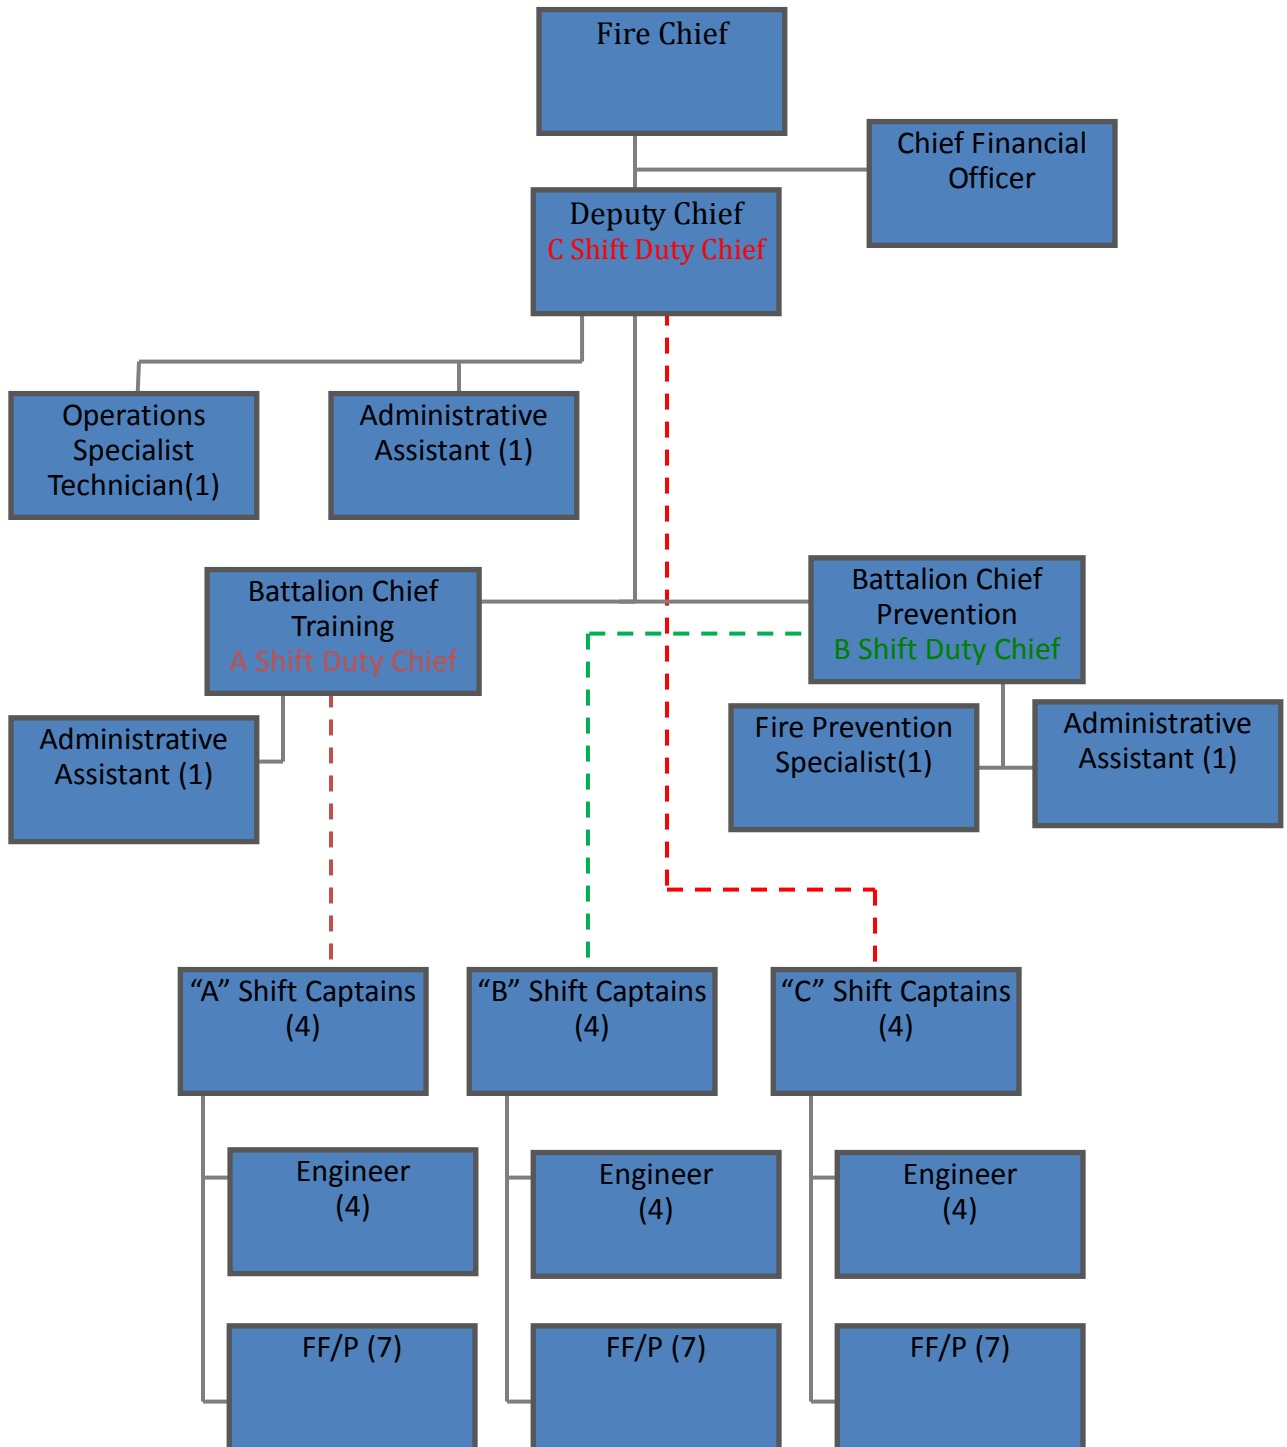 Fire Chief
Chief Financial
Officer
Deputy Chief
C Shift Duty Chief
Operations
Specialist
Technician(1)
Administrative
Assistant (1)
Battalion Chief
Training
A Shift Duty Chief
Battalion Chief
Prevention
B Shift Duty Chief
Administrative
Assistant (1)
Fire Prevention
Specialist(1)
Administrative
Assistant (1)
“A” Shift Captains
(4)
“B” Shift Captains
(4)
“C” Shift Captains
(4)
Engineer
(4)
Engineer
(4)
Engineer
(4)
FF/P (7)
FF/P (7)
FF/P (7)